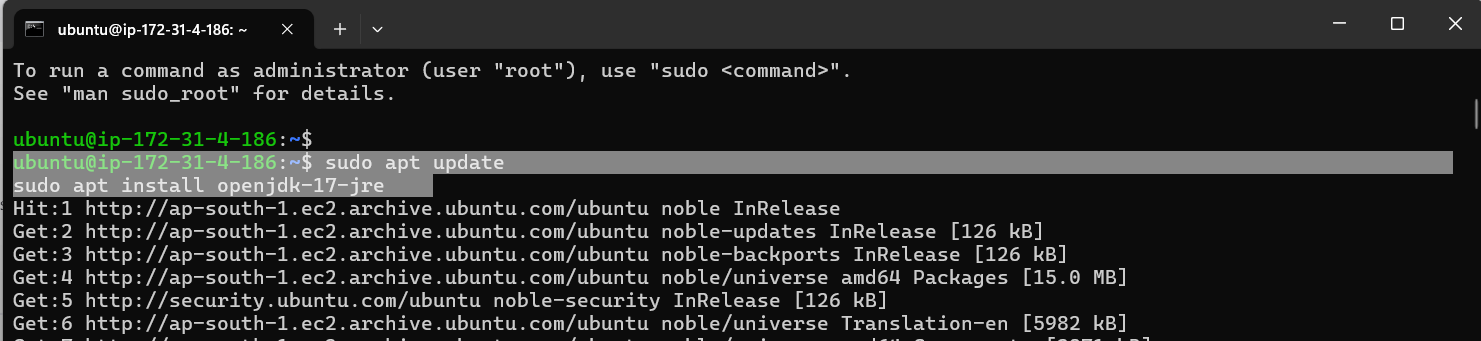 ubuntu@ip-172-31-4-186: ~
To run a command as administrator (user "root"), use "sudo <command>".
See "man sudo_root" for details.
ubuntu@ip-172-31-4-186:~$
ubuntu@ip-172-31-4-186:~$ sudo apt update
sudo apt install openjdk-17-jre
Hit:1 http://ap-south-1.ec2.archive.ubuntu.com/ubuntu noble InRelease
Get:2 http://ap-south-1.ec2.archive.ubuntu.com/ubuntu noble-updates InRelease [126 kB]
Get:3 http://ap-south-1.ec2.archive.ubuntu.com/ubuntu noble-backports InRelease [126 kB]
Get:4 http://ap-south-1.ec2.archive.ubuntu.com/ubuntu noble/universe amd64 Packages [15.0 MB]
Get:5 http://security.ubuntu.com/ubuntu noble-security InRelease [126 kB]
Get:6 http://ap-south-1.ec2.archive.ubuntu.com/ubuntu noble/universe Translation-en [5982 kB]